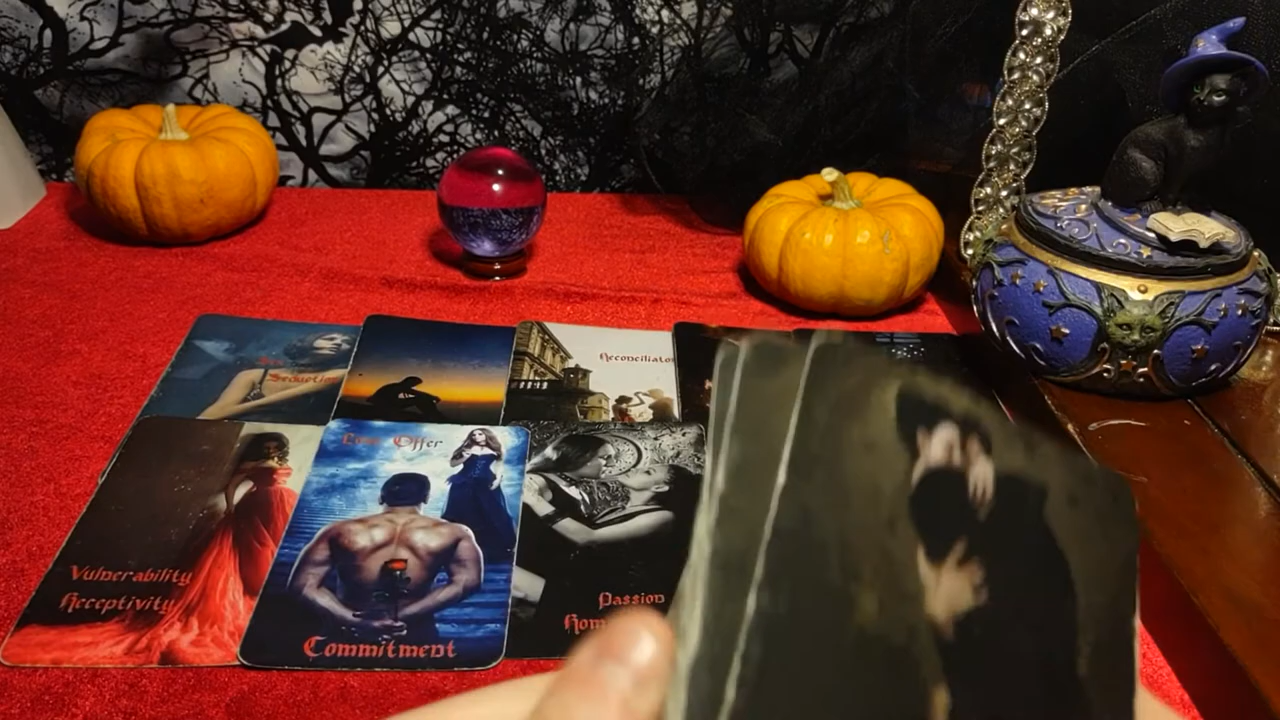 Seduction
Reconciliation
Love Offer
Vulnerability
Receptivity
Passion
Commitment